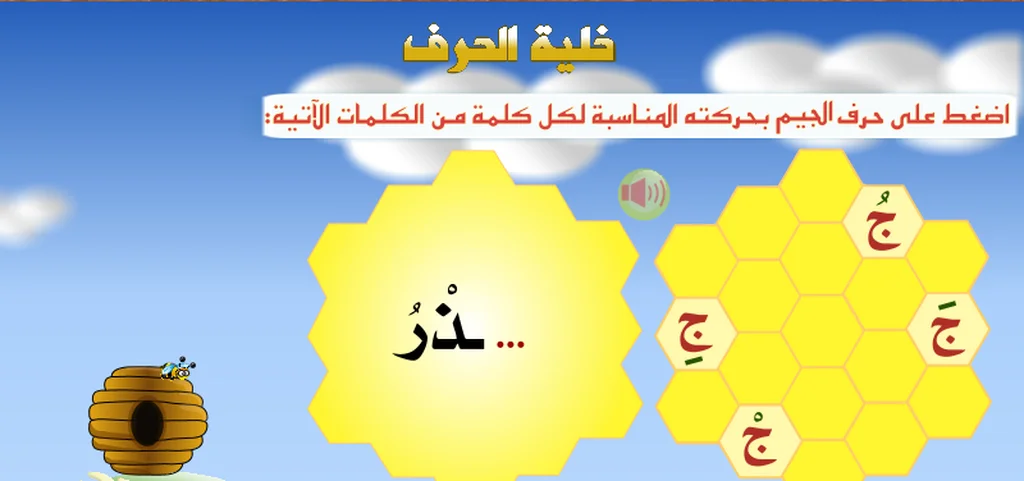 خلية الحرف
اضغط على حرف الجيم بحركته المناسبة لكل كلمة من الكلمات الآتية:
... ـذْرُ
جُ
جِ
جَ
جْ